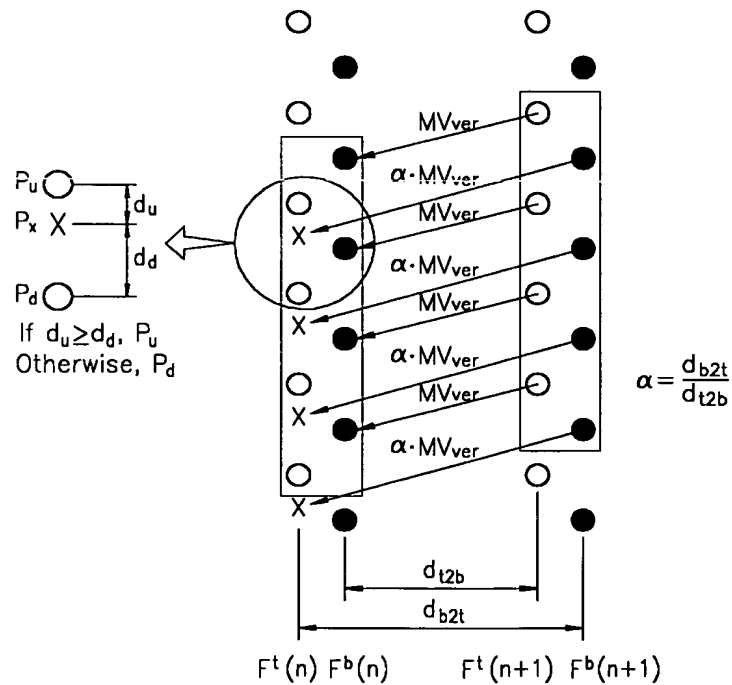 MVver
α·MVver
MVver
α·MVver
MVver
α·MVver
MVver
α·MVver
Pu
du
Px
dd
Pd
If du≥dd, Pu
Otherwise, Pd
α=db2t/dt2b
dt2b
db2t
Fᵗ(n) Fᵇ(n) Fᵗ(n+1) Fᵇ(n+1)